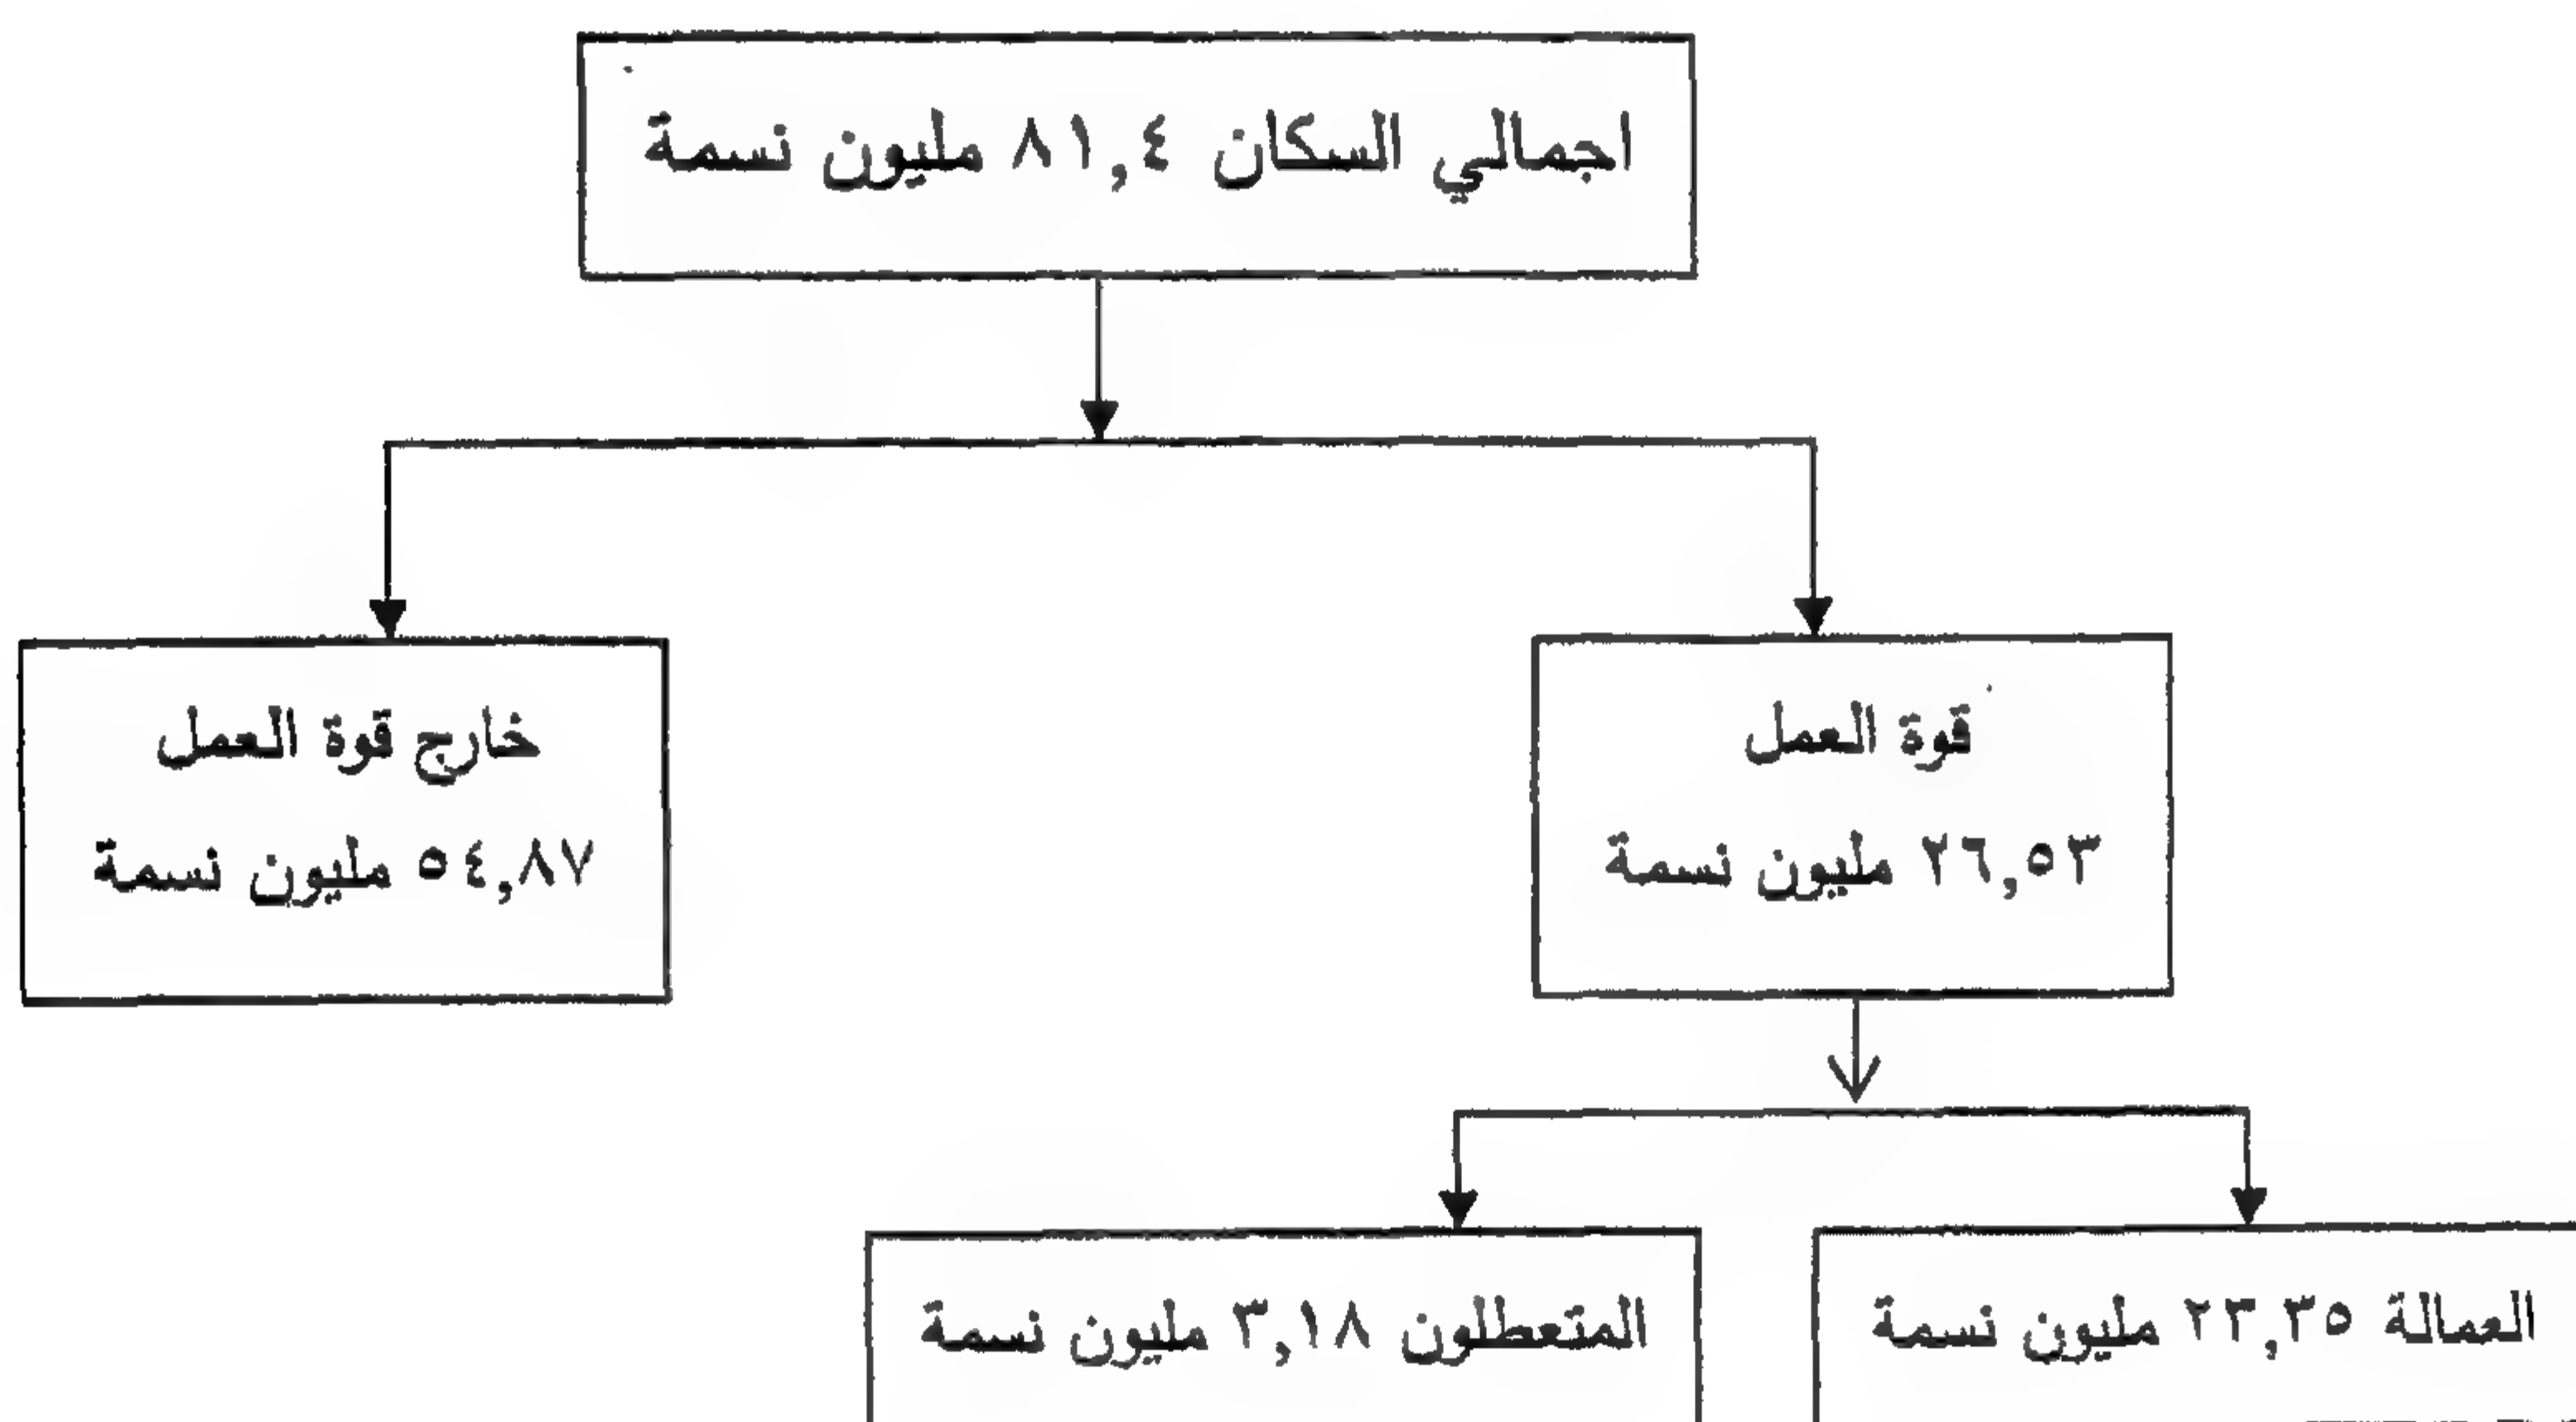 اجمالي السكان ٨١,٤ مليون نسمة
قوة العمل
٢٦,٥٣ مليون نسمة
خارج قوة العمل
٥٤,٨٧ مليون نسمة
العمالة ٢٣,٣٥ مليون نسمة
المتعطلون ٣,١٨ مليون نسمة